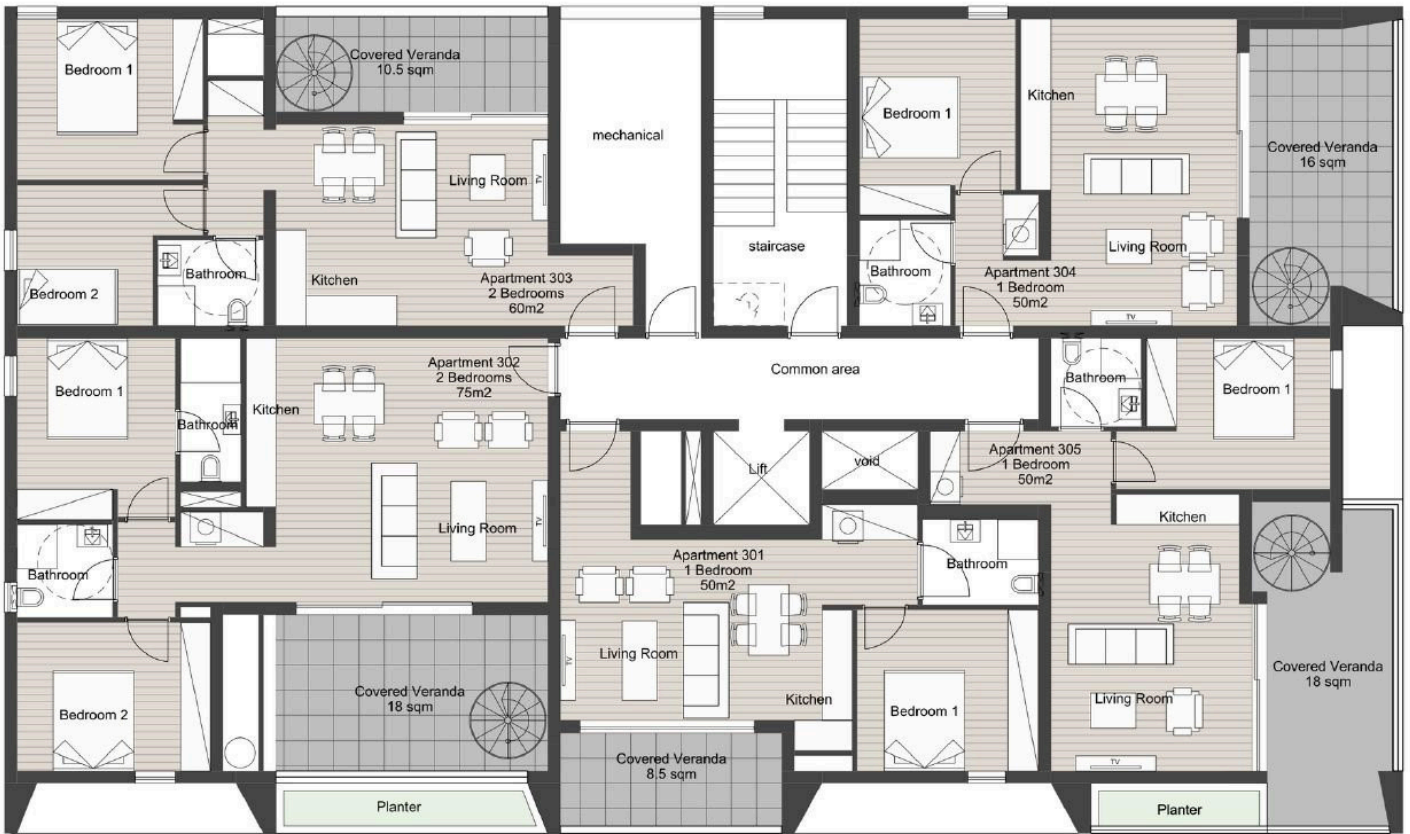 Bedroom 1
Covered Veranda
10.5 sqm
Living Room
TV
Kitchen
Apartment 303
2 Bedrooms
60m2
Bedroom 2
Bathroom
mechanical
staircase
Bedroom 1
Kitchen
Covered Veranda
16 sqm
Living Room
Bathroom
Apartment 304
1 Bedroom
50m2
TV
Bedroom 1
Bathroom
Kitchen
Apartment 302
2 Bedrooms
75m2
Living Room
TV
Bathroom
Bedroom 2
Covered Veranda
18 sqm
Planter
Common area
Lift
void
Apartment 301
1 Bedroom
50m2
Bathroom
Living Room
TV
Kitchen
Bedroom 1
Covered Veranda
8.5 sqm
Bathroom
Bedroom 1
Apartment 305
1 Bedroom
50m2
Kitchen
Living Room
TV
Covered Veranda
18 sqm
Planter